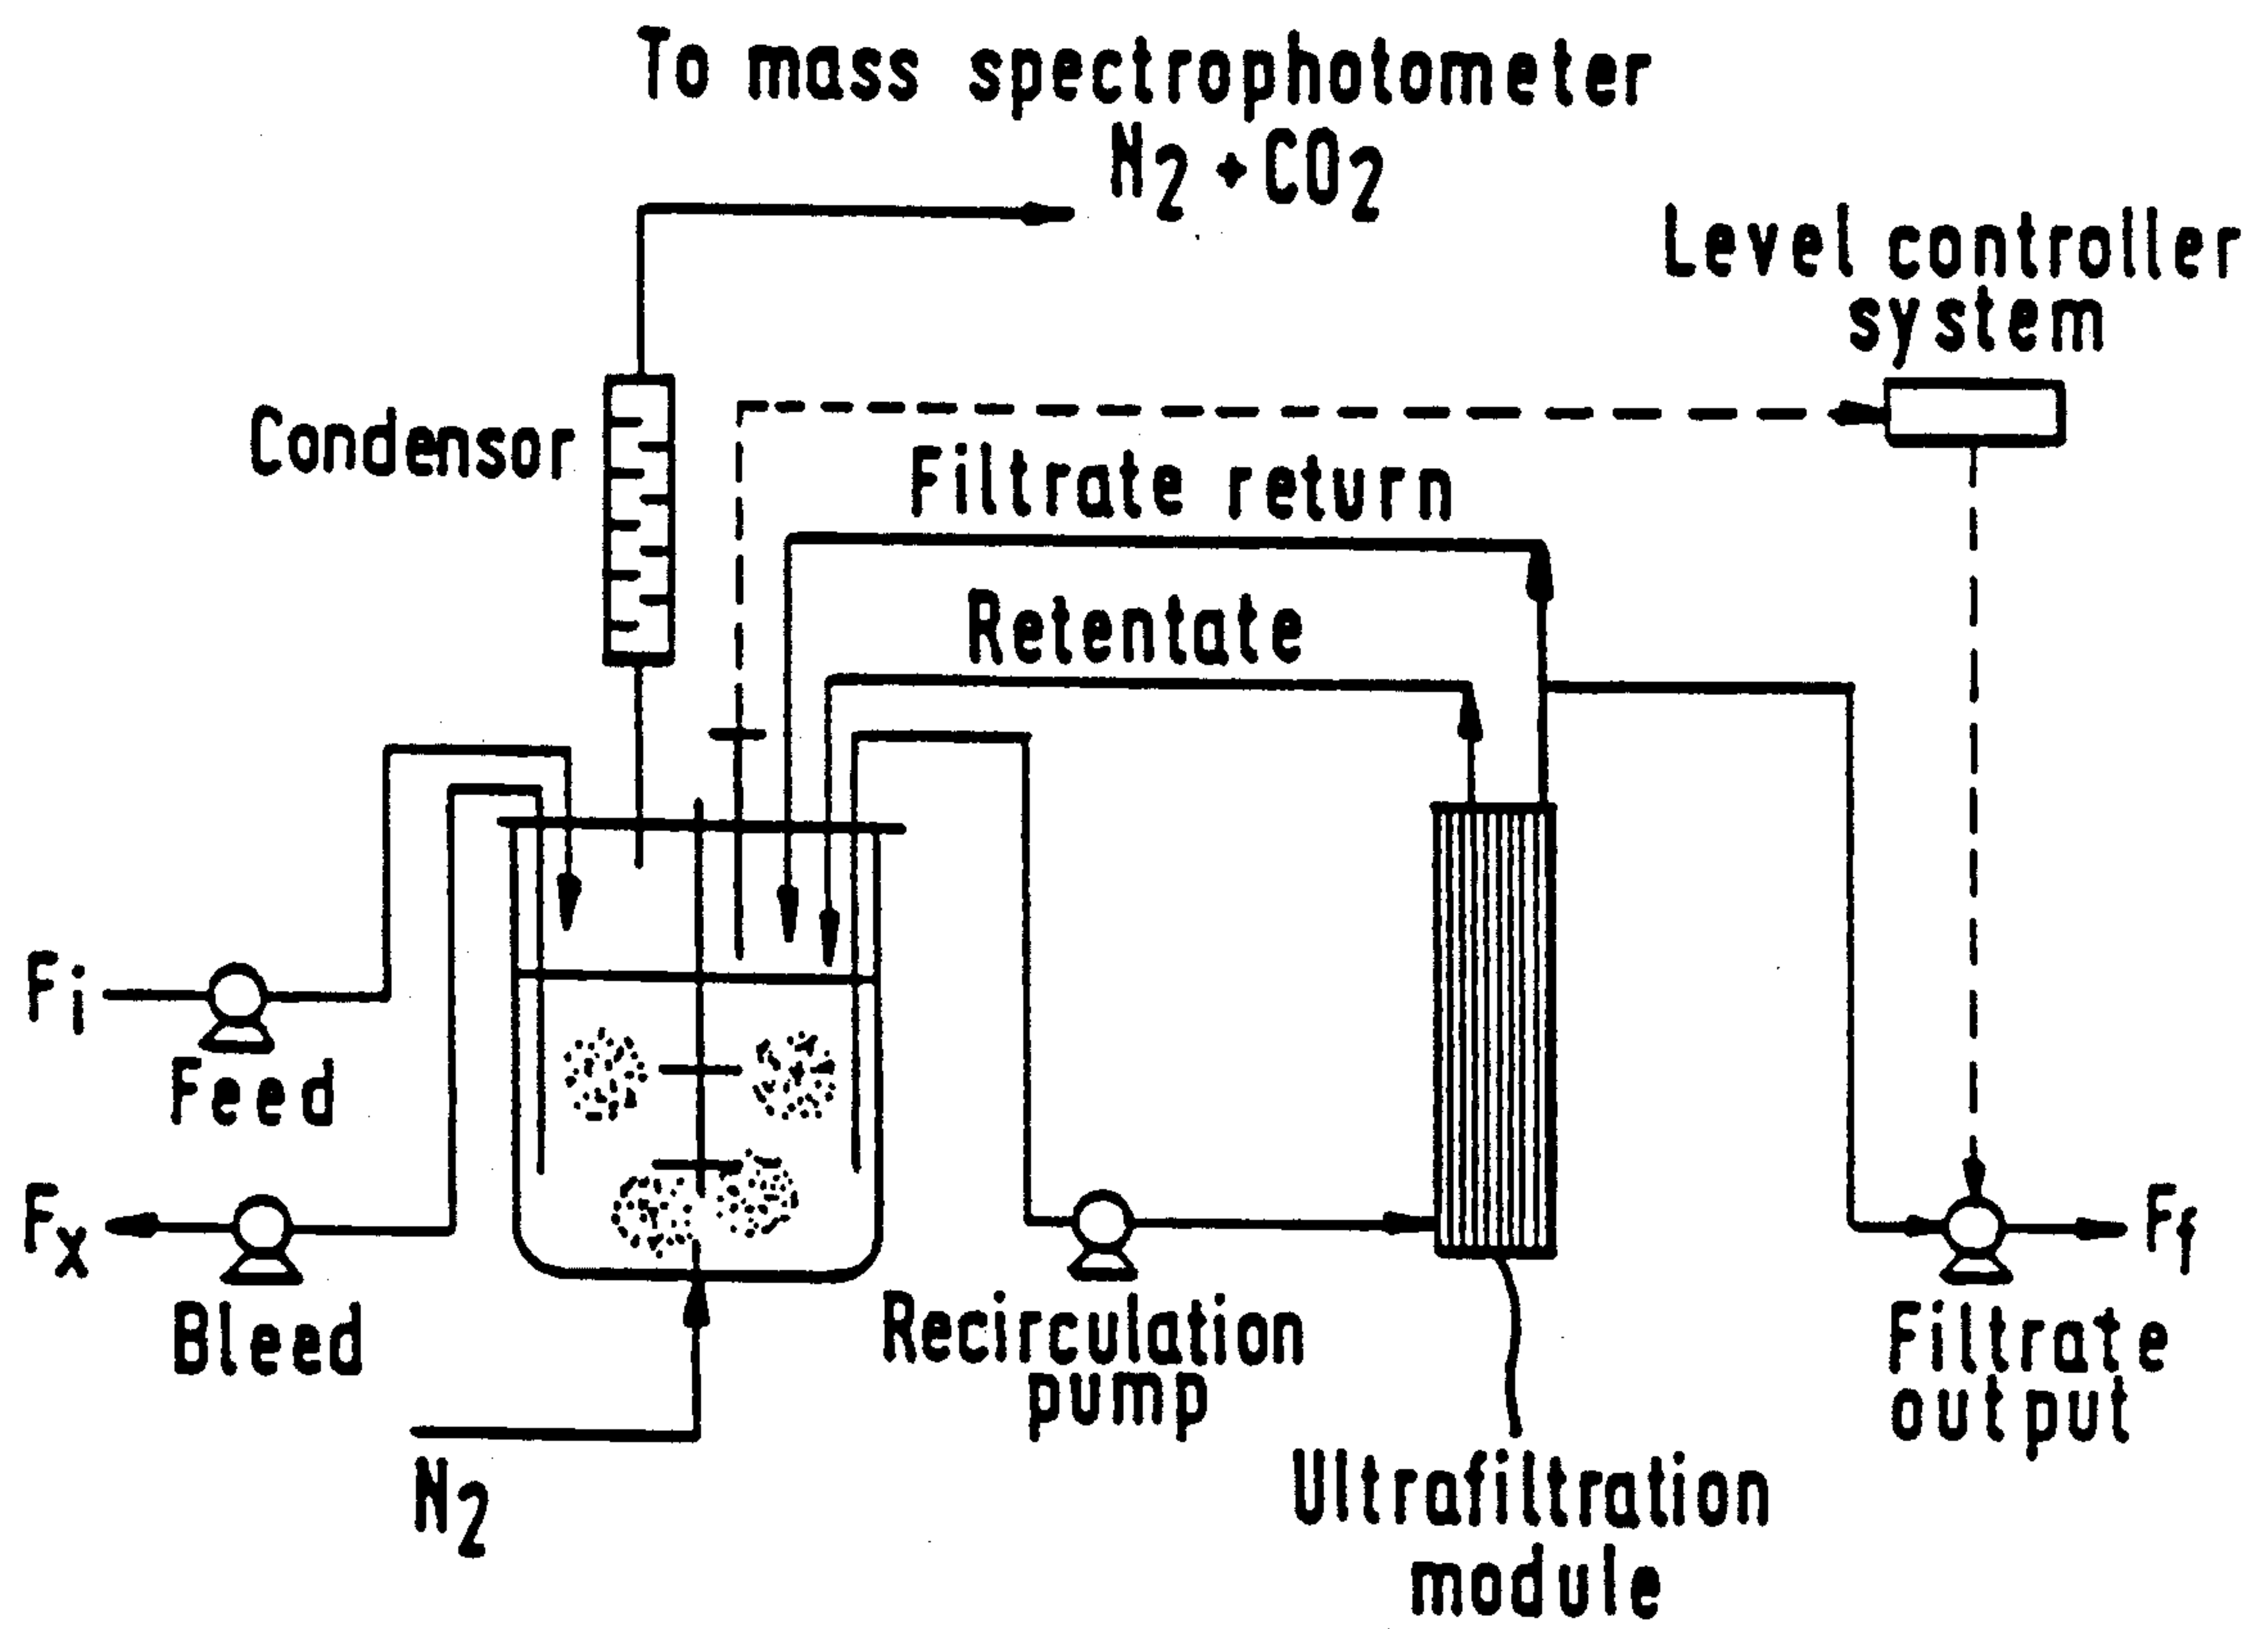 To mass spectrophotometer
N2 + CO2
Level controller
system
Condensor
Filtrate return
Retentate
Fi
Feed
Fx
Bleed
N2
Recirculation
pump
Ultrafiltration
module
Ff
Filtrate
output